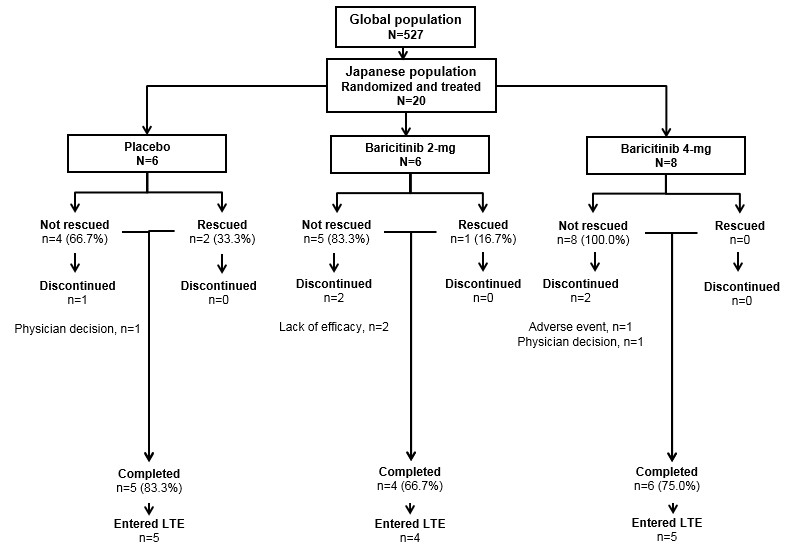 Global population
N=527
Japanese population
Randomized and treated
N=20
Placebo
N=6
Baricitinib 2-mg
N=6
Baricitinib 4-mg
N=8
Not rescued
n=4 (66.7%)
Rescued
n=2 (33.3%)
Not rescued
n=5 (83.3%)
Rescued
n=1 (16.7%)
Not rescued
n=8 (100.0%)
Rescued
n=0
Discontinued
n=1
Discontinued
n=0
Discontinued
n=2
Discontinued
n=0
Discontinued
n=2
Discontinued
n=0
Physician decision, n=1
Lack of efficacy, n=2
Adverse event, n=1
Physician decision, n=1
Completed
n=5 (83.3%)
Completed
n=4 (66.7%)
Completed
n=6 (75.0%)
Entered LTE
n=5
Entered LTE
n=4
Entered LTE
n=5